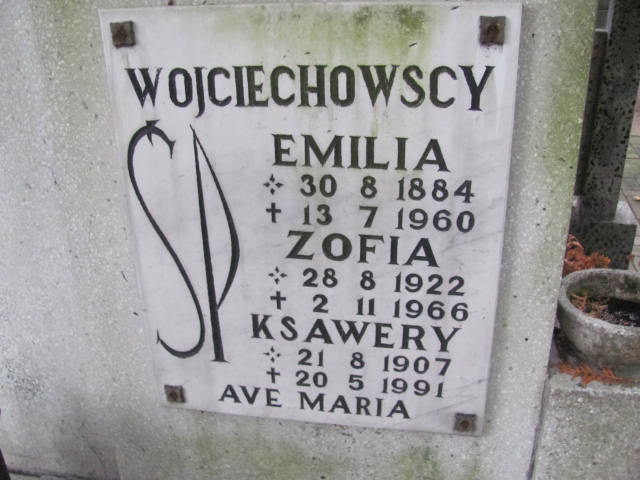 WOJCIECHOWSCY
ŚP
EMILIA
30 8 1884
✝ 13 7 1960
ZOFIA
28 8 1922
✝ 2 11 1966
KSAWERY
21 8 1907
✝ 20 5 1991
AVE MARIA